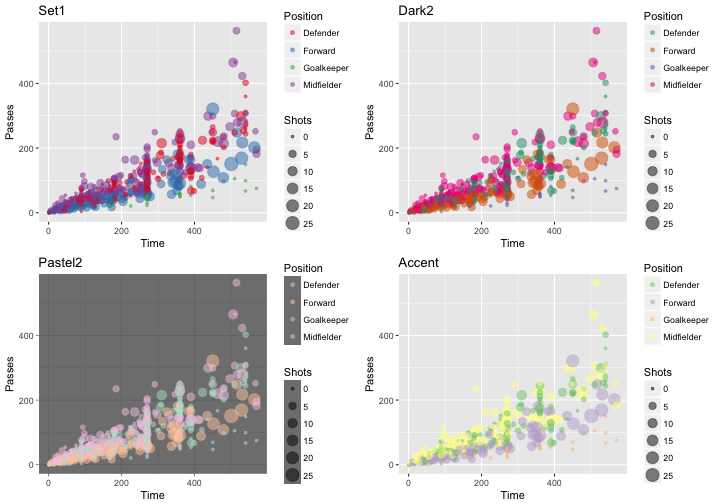 Set1
Passes
400
200
0
0
200
400
Time
Position
Defender
Forward
Goalkeeper
Midfielder
Shots
0
5
10
15
20
25
Dark2
Passes
400
200
0
0
200
400
Time
Position
Defender
Forward
Goalkeeper
Midfielder
Shots
0
5
10
15
20
25
Pastel2
Passes
400
200
0
0
200
400
Time
Position
Defender
Forward
Goalkeeper
Midfielder
Shots
0
5
10
15
20
25
Accent
Passes
400
200
0
0
200
400
Time
Position
Defender
Forward
Goalkeeper
Midfielder
Shots
0
5
10
15
20
25